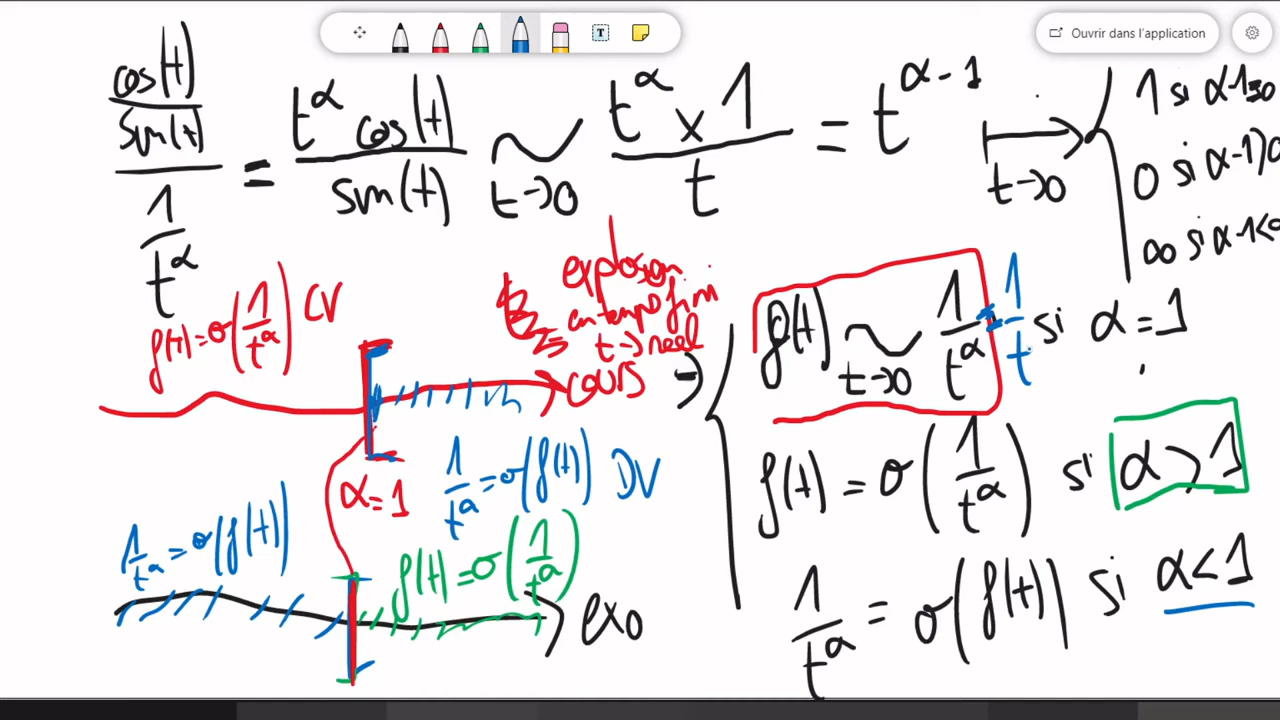 Ouvrir dans l'application
cos(t)/sin(t) / 1/t^α = t^α cos(t)/sin(t) ~ t→0 t^α × 1/t = t^(α-1) ↦ t→0 { 1 si α-1=0
0 si α-1>0
∞ si α-1<0
f(t)=o(1/t^α) CV
explosion
en temps fini
t→réel
cours
α=1
1/t^α = o(f(t)) DV
1/t^α = o(f(t))
f(t)=o(1/t^α)
exo
⇒ { f(t) ~ t→0 1/t^α = 1/t si α=1
f(t) = o(1/t^α) si α>1
1/t^α = o(f(t)) si α<1